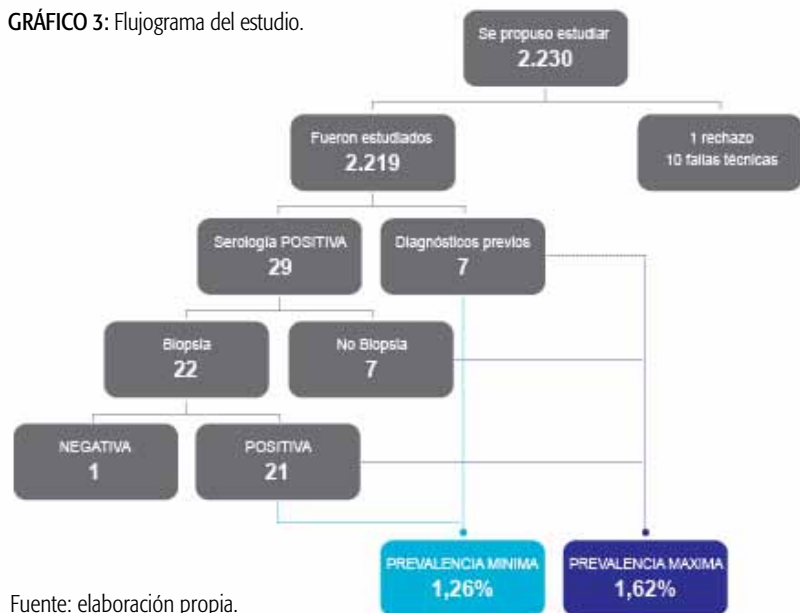 GRÁFICO 3: Flujograma del estudio.
Se propuso estudiar
2.230
Fueron estudiados
2.219
1 rechazo
10 fallas técnicas
Serología POSITIVA
29
Diagnósticos previos
7
Biopsia
22
No Biopsia
7
NEGATIVA
1
POSITIVA
21
PREVALENCIA MINIMA
1,26%
PREVALENCIA MAXIMA
1,62%
Fuente: elaboración propia.